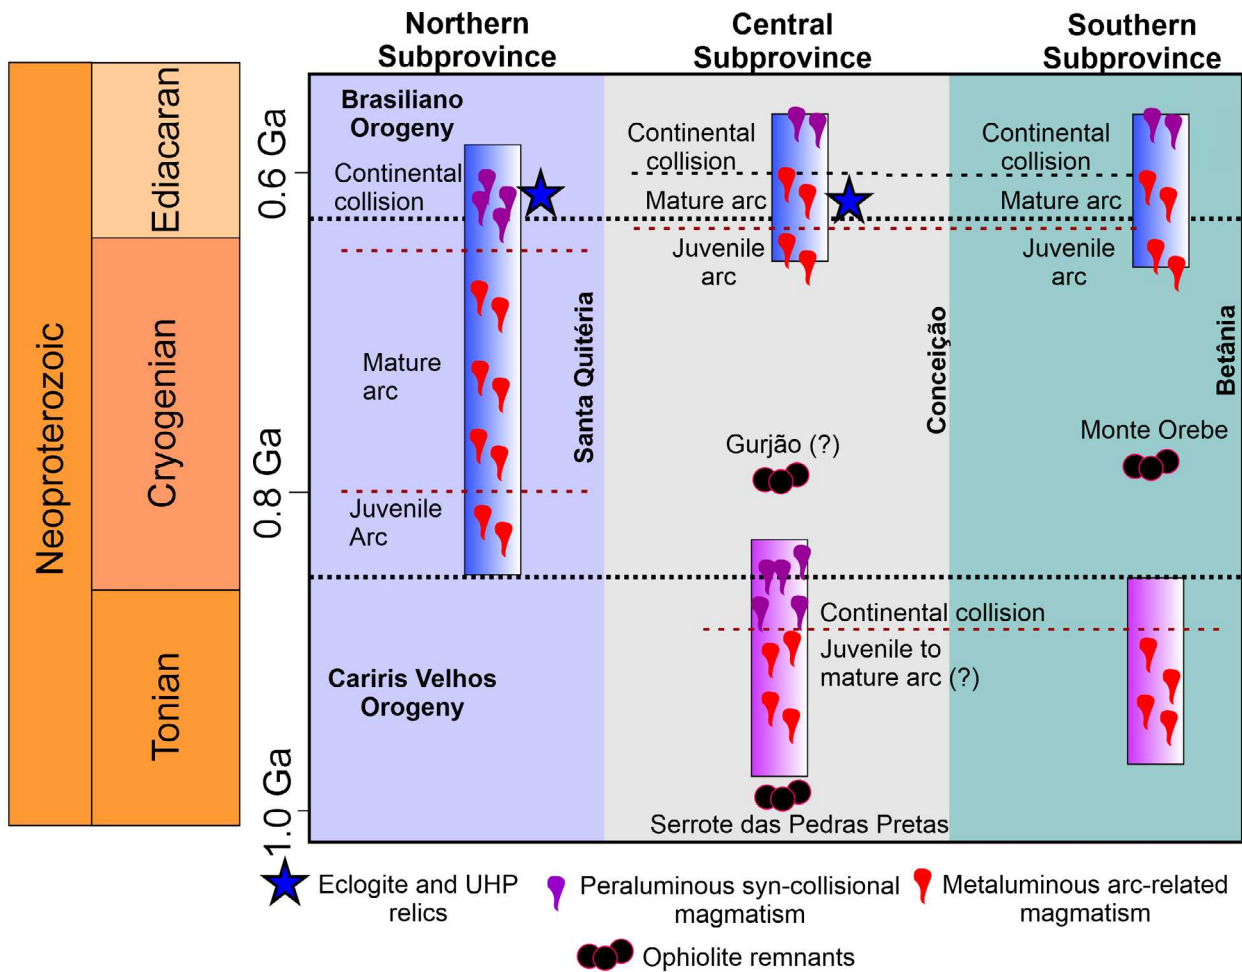 Northern
Subprovince
Central
Subprovince
Southern
Subprovince
Neoproterozoic
Ediacaran
Cryogenian
Tonian
0.6 Ga
0.8 Ga
1.0 Ga
Brasiliano
Orogeny
Continental
collision
Mature
arc
Juvenile
Arc
Santa Quitéria
Cariris Velhos
Orogeny
Continental
collision
Mature arc
Juvenile
arc
Conceição
Gurjão (?)
Continental collision
Juvenile to
mature arc (?)
Serrote das Pedras Pretas
Continental
collision
Mature arc
Juvenile
arc
Betânia
Monte Orebe
Eclogite and UHP
relics
Peraluminous syn-collisional
magmatism
Metaluminous arc-related
magmatism
Ophiolite remnants